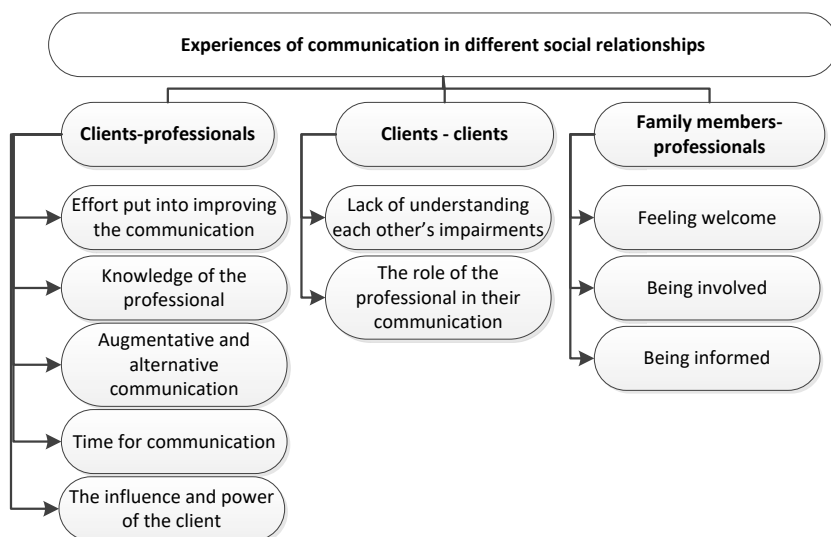 Experiences of communication in different social relationships
Clients-professionals
Effort put into improving
the communication
Knowledge of the
professional
Augmentative and
alternative
communication
Time for communication
The influence and power
of the client
Clients - clients
Lack of understanding
each other’s impairments
The role of the
professional in their
communication
Family members-
professionals
Feeling welcome
Being involved
Being informed